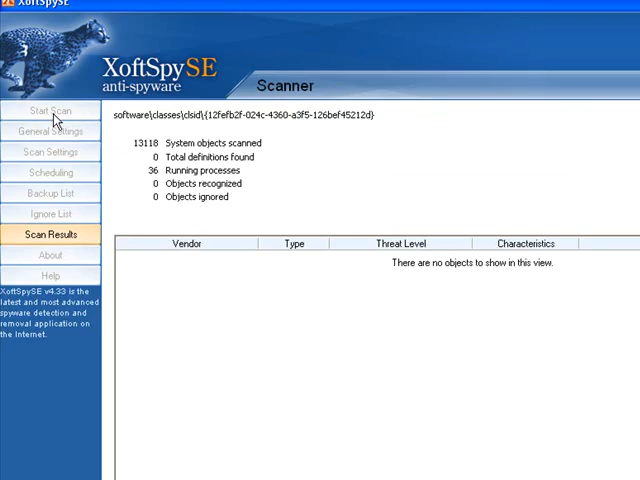 XoftSpySE
XoftSpySE
anti-spyware
Scanner
Start Scan
General Settings
Scan Settings
Scheduling
Backup List
Ignore List
Scan Results
About
Help
XoftSpySE v4.33 is the
latest and most advanced
spyware detection and
removal application on
the Internet.
software\classes\clsid\{12fefb2f-024c-4360-a3f5-126bef45212d}
13118 System objects scanned
0 Total definitions found
36 Running processes
0 Objects recognized
0 Objects ignored
Vendor Type Threat Level Characteristics
There are no objects to show in this view.